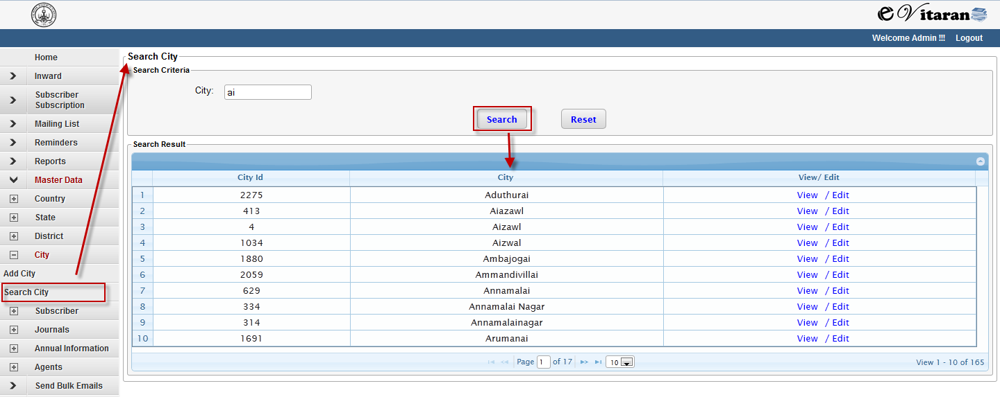 e Vitaran
Welcome Admin !!! Logout
Home
Inward
Subscriber
Subscription
Mailing List
Reminders
Reports
Master Data
Country
State
District
City
Add City
Search City
Subscriber
Journals
Annual Information
Agents
Send Bulk Emails
Search City
Search Criteria
City: ai
Search Reset
Search Result
City Id City View/ Edit
1 2275 Aduthurai View / Edit
2 413 Aiazawl View / Edit
3 4 Aizawl View / Edit
4 1034 Aizwal View / Edit
5 1880 Ambajogai View / Edit
6 2059 Ammandivillai View / Edit
7 629 Annamalai View / Edit
8 334 Annamalai Nagar View / Edit
9 314 Annamalainagar View / Edit
10 1691 Arumanai View / Edit
Page 1 of 17 10 View 1 - 10 of 165